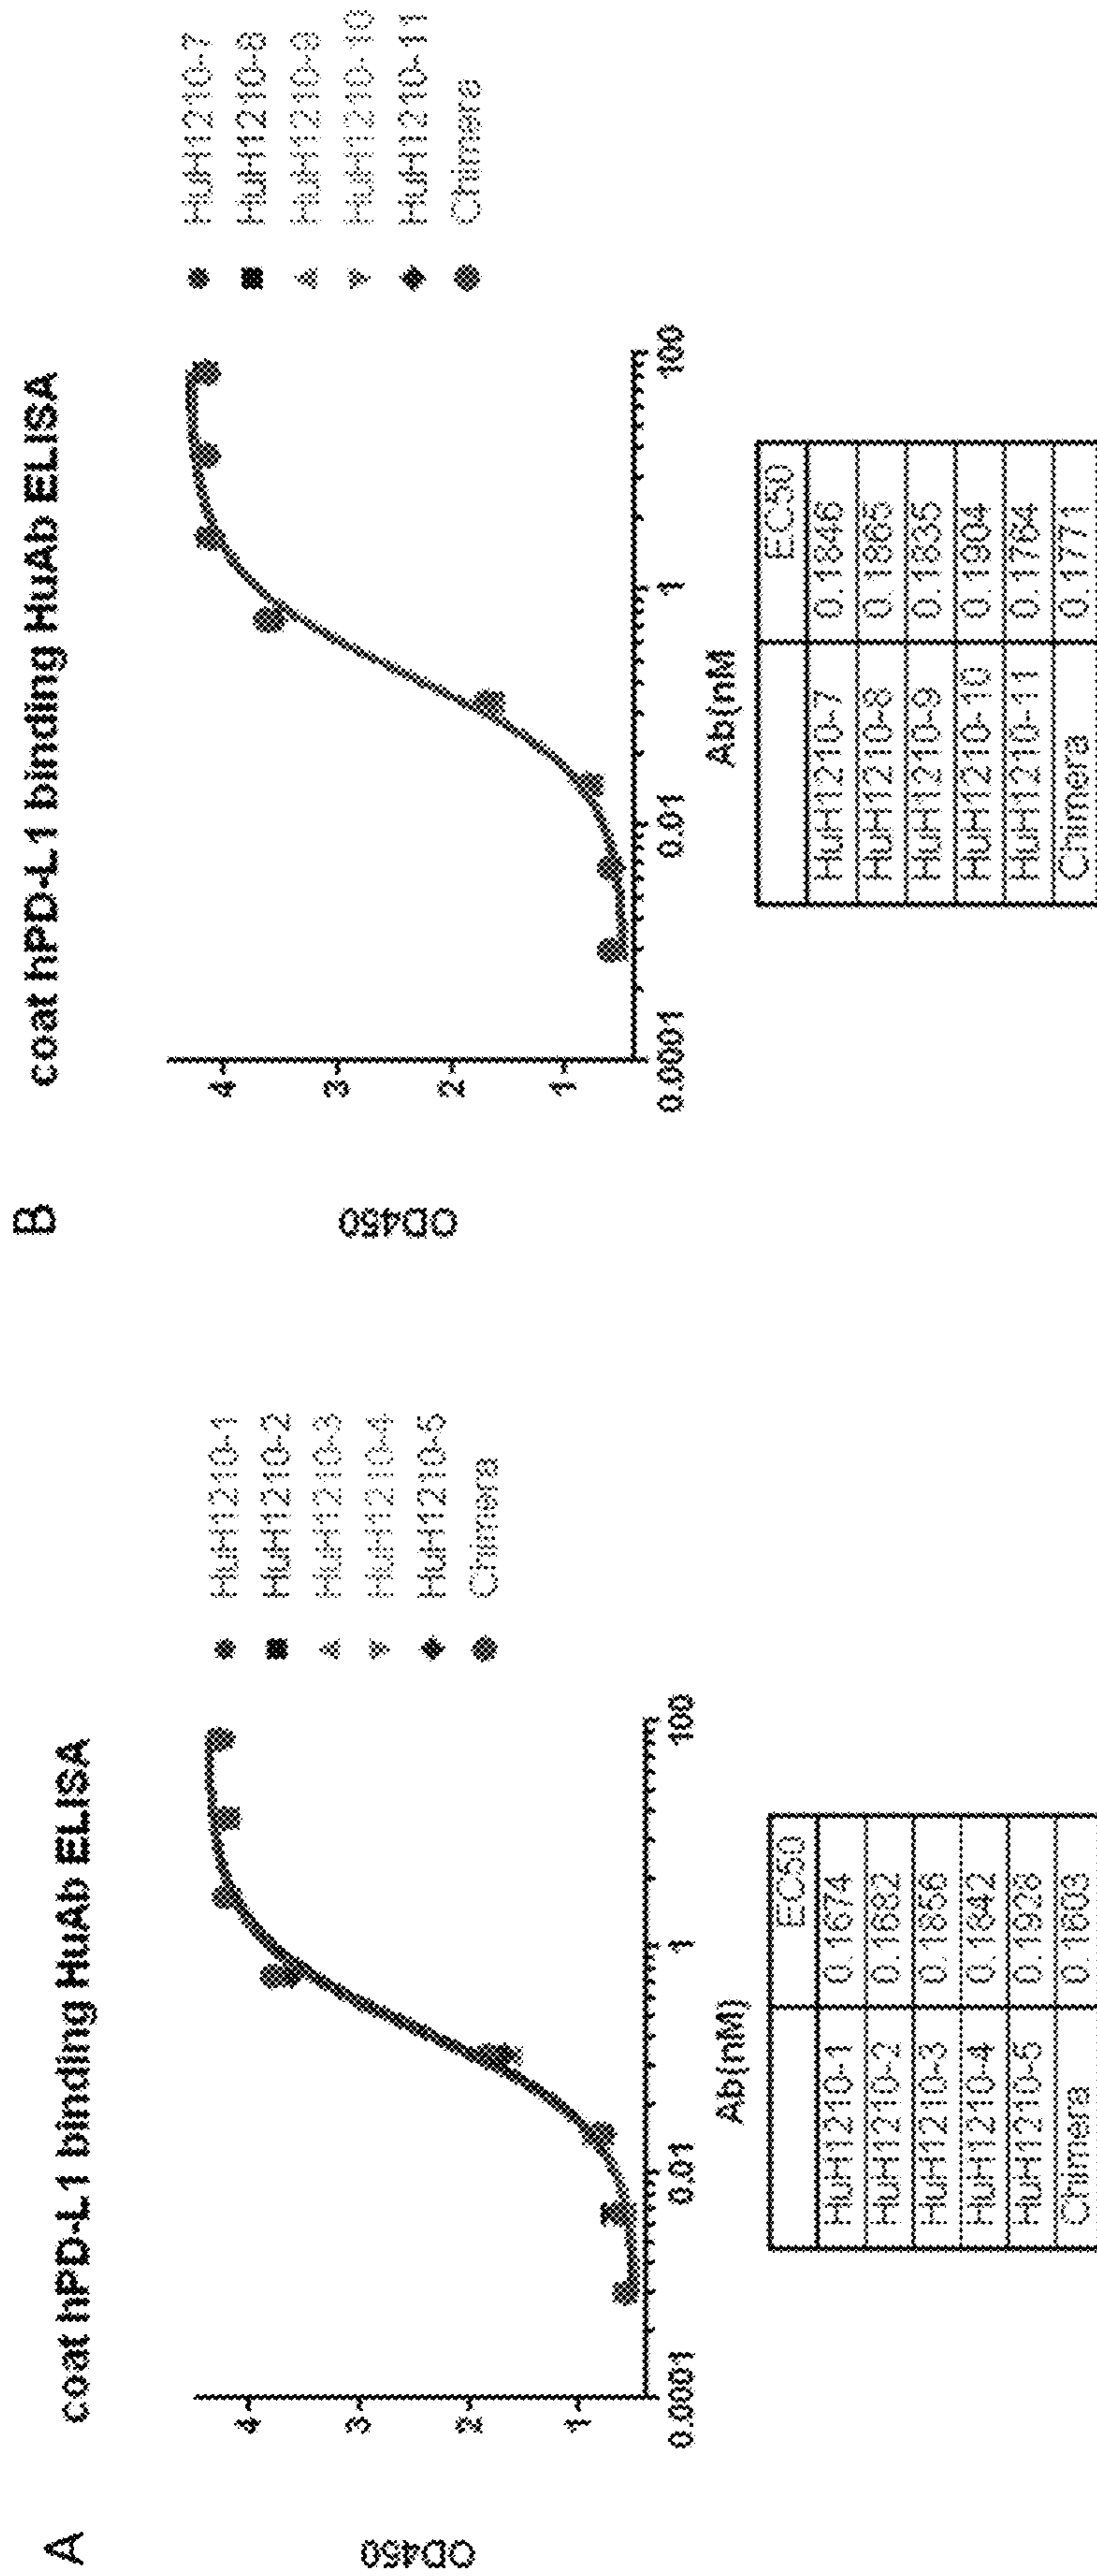 A
coat hPD-L1 binding HuAb ELISA
OD450
4
3
2
1
0.0001
0.01
1
100
Ab(nM)
HuH1210-1
HuH1210-2
HuH1210-3
HuH1210-4
HuH1210-5
Chimera
EC50
HuH1210-1 0.1674
HuH1210-2 0.1682
HuH1210-3 0.1856
HuH1210-4 0.1842
HuH1210-5 0.1928
Chimera 0.1603
B
coat hPD-L1 binding HuAb ELISA
OD450
4
3
2
1
0.0001
0.01
1
100
Ab(nM
HuH1210-7
HuH1210-8
HuH1210-9
HuH1210-10
HuH1210-11
Chimera
EC50
HuH1210-7 0.1846
HuH1210-8 0.1865
HuH1210-9 0.1835
HuH1210-10 0.1904
HuH1210-11 0.1764
Chimera 0.1771